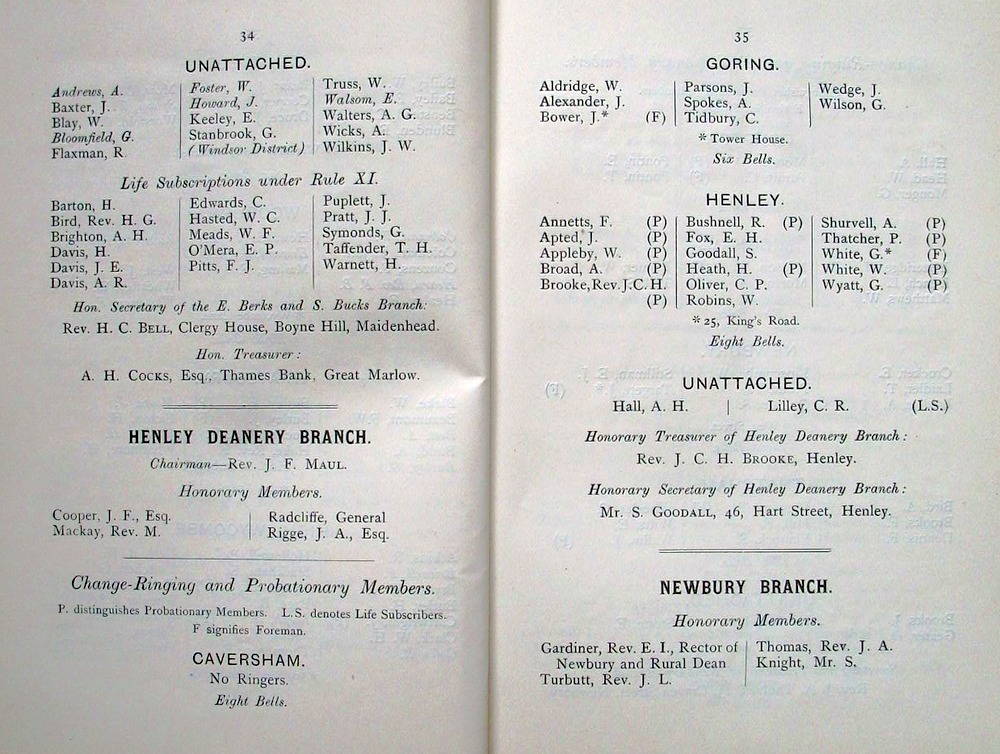 34
UNATTACHED.
Andrews, A. Foster, W. Truss, W.
Baxter, J. Howard, J. Walsom, E.
Blay, W. Keeley, E. Walters, A. G.
Bloomfield, G. Stanbrook, G. Wicks, A.
Flaxman, R. (Windsor District) Wilkins, J. W.
Life Subscriptions under Rule XI.
Barton, H. Edwards, C. Puplett, J.
Bird, Rev. H. G. Hasted, W. C. Pratt, J. J.
Brighton, A. H. Meads, W. F. Symonds, G.
Davis, H. O'Mera, E. P. Taffender, T. H.
Davis, J. E. Pitts, F. J. Warnett, H.
Davis, A. R.
Hon. Secretary of the E. Berks and S. Bucks Branch:
Rev. H. C. BELL, Clergy House, Boyne Hill, Maidenhead.
Hon. Treasurer:
A. H. COCKS, Esq., Thames Bank, Great Marlow.
HENLEY DEANERY BRANCH.
Chairman—Rev. J. F. MAUL.
Honorary Members.
Cooper, J. F., Esq. Radcliffe, General
Mackay, Rev. M. Rigge, J. A., Esq.
Change-Ringing and Probationary Members.
P. distinguishes Probationary Members. L.S. denotes Life Subscribers.
F signifies Foreman.
CAVERSHAM.
No Ringers.
Eight Bells.
35
GORING.
Aldridge, W. Parsons, J. Wedge, J.
Alexander, J. Spokes, A. Wilson, G.
Bower, J.* (F) Tidbury, C.
* Tower House.
Six Bells.
HENLEY.
Annetts, F. (P) Bushnell, R. (P) Shurvell, A. (P)
Apted, J. (P) Fox, E. H. Thatcher, P. (P)
Appleby, W. (P) Goodall, S. White, G.* (F)
Broad, A. (P) Heath, H. (P) White, W. (P)
Brooke, Rev. J. C. H. Oliver, C. P. Wyatt, G. (P)
(P) Robins, W.
* 25, King's Road.
Eight Bells.
UNATTACHED.
Hall, A. H. Lilley, C. R. (L.S.)
Honorary Treasurer of Henley Deanery Branch:
Rev. J. C. H. BROOKE, Henley.
Honorary Secretary of Henley Deanery Branch:
Mr. S. GOODALL, 46, Hart Street, Henley.
NEWBURY BRANCH.
Honorary Members.
Gardiner, Rev. E. I., Rector of Thomas, Rev. J. A.
Newbury and Rural Dean Knight, Mr. S.
Turbutt, Rev. J. L.